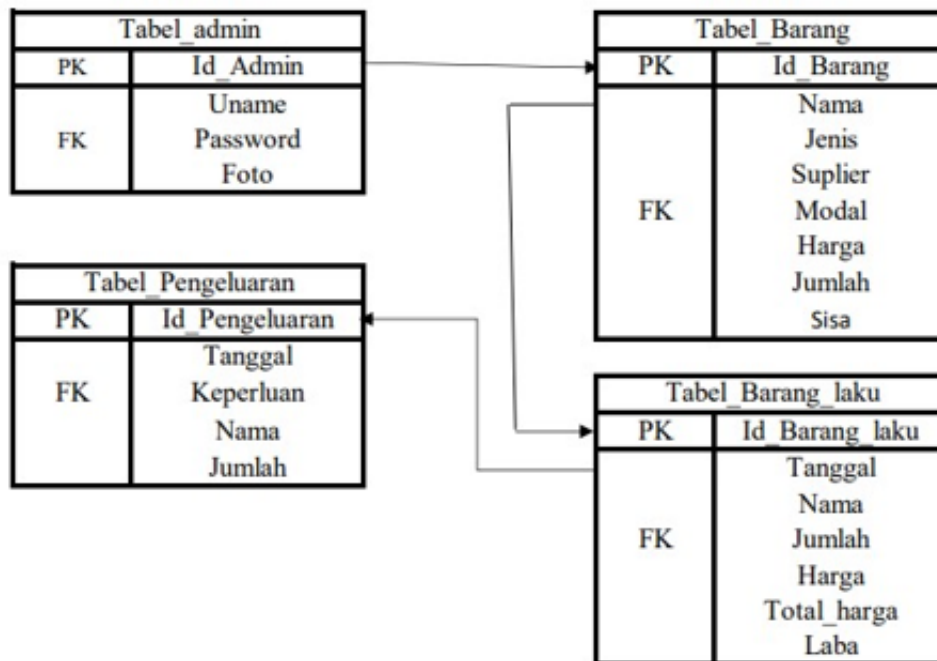 Tabel_admin
PK Id_Admin
Uname
FK Password
Foto
Tabel_Barang
PK Id_Barang
Nama
Jenis
Suplier
FK Modal
Harga
Jumlah
Sisa
Tabel_Pengeluaran
PK Id_Pengeluaran
Tanggal
FK Keperluan
Nama
Jumlah
Tabel_Barang_laku
PK Id_Barang_laku
Tanggal
Nama
FK Jumlah
Harga
Total_harga
Laba